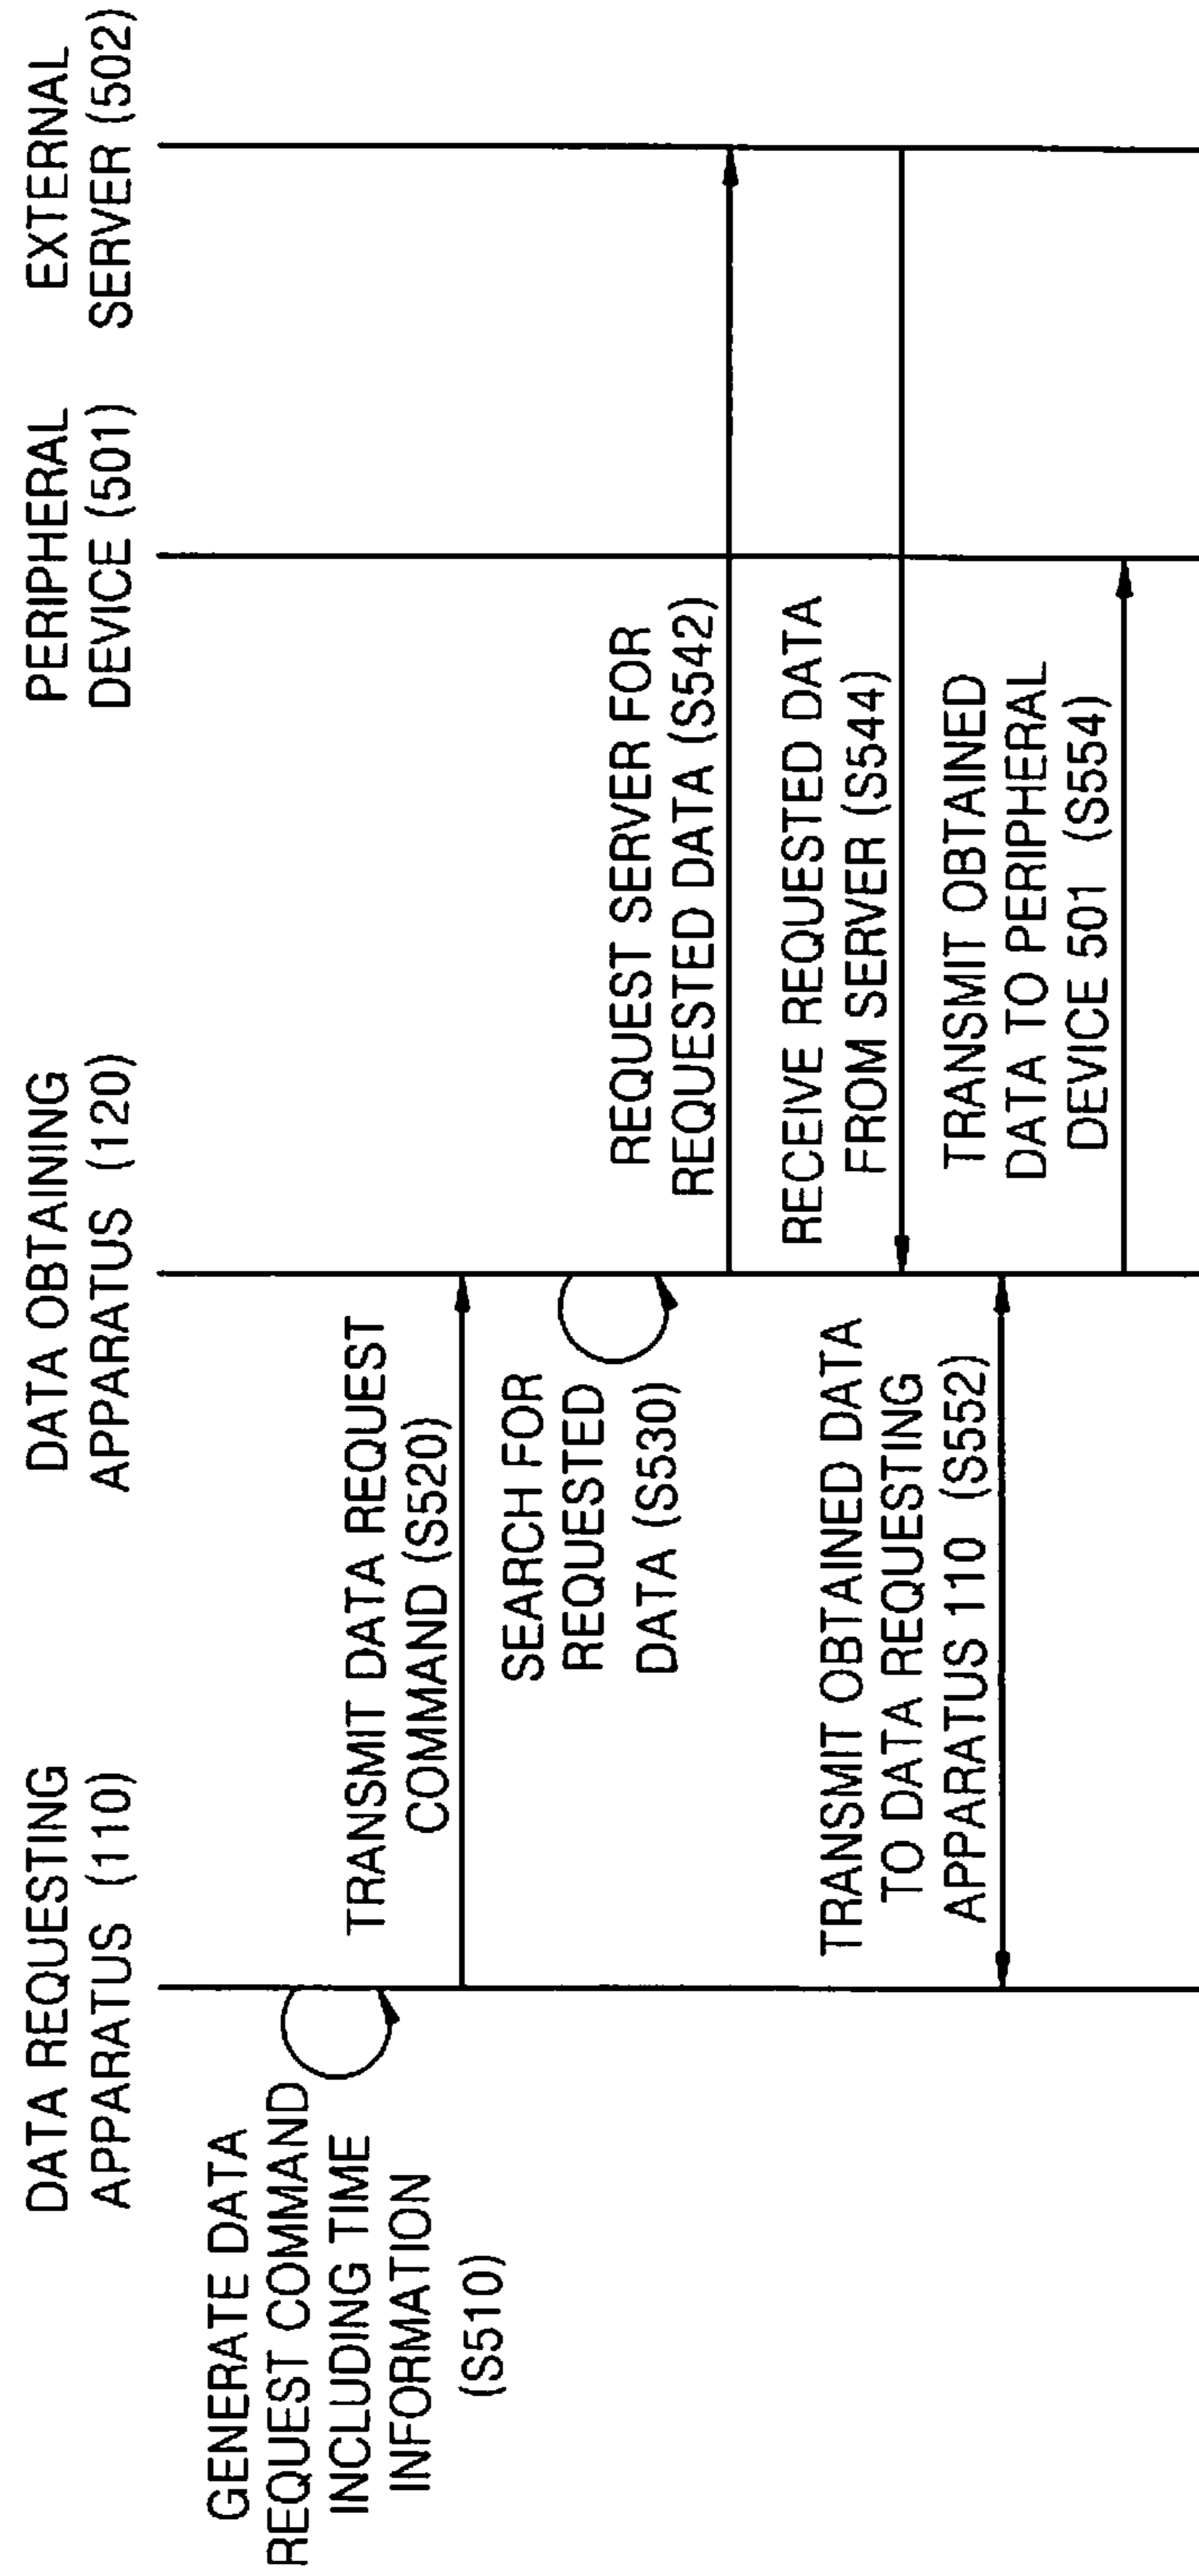 DATA REQUESTING
APPARATUS (110)
DATA OBTAINING
APPARATUS (120)
PERIPHERAL
DEVICE (501)
EXTERNAL
SERVER (502)
GENERATE DATA
REQUEST COMMAND
INCLUDING TIME
INFORMATION
(S510)
TRANSMIT DATA REQUEST
COMMAND (S520)
SEARCH FOR
REQUESTED
DATA (S530)
REQUEST SERVER FOR
REQUESTED DATA (S542)
RECEIVE REQUESTED DATA
FROM SERVER (S544)
TRANSMIT OBTAINED DATA
TO DATA REQUESTING
APPARATUS 110 (S552)
TRANSMIT OBTAINED
DATA TO PERIPHERAL
DEVICE 501 (S554)